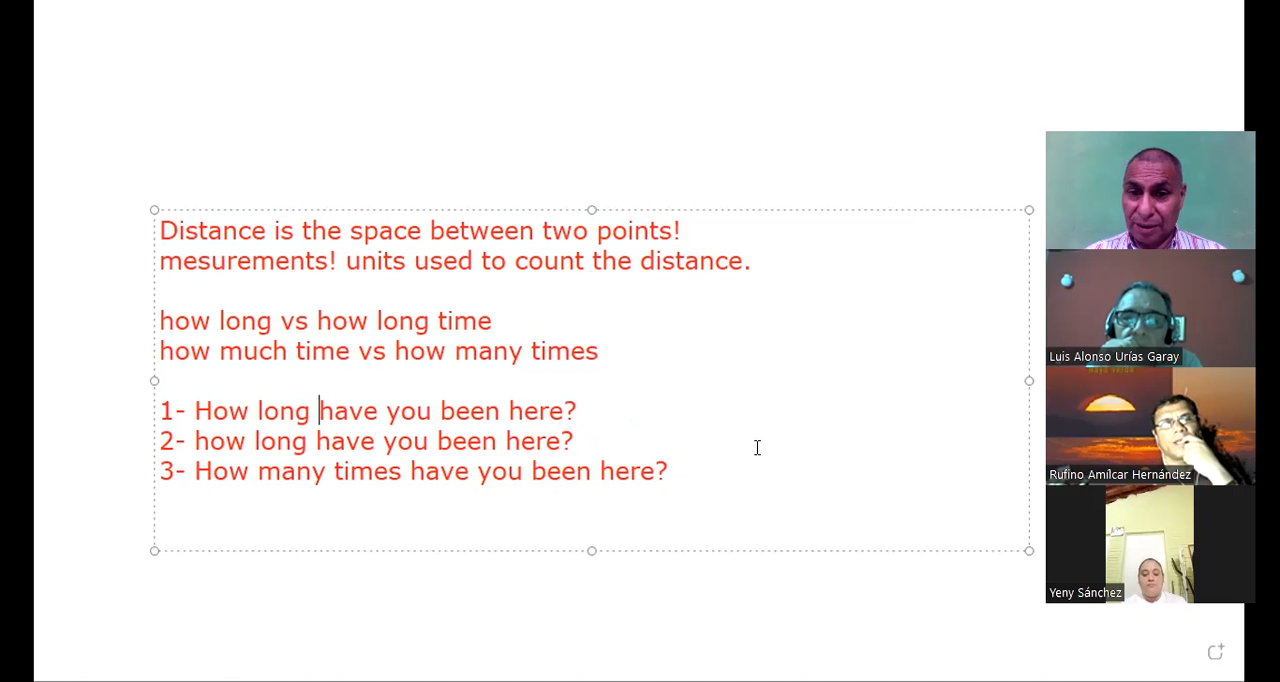 Distance is the space between two points!
mesurements! units used to count the distance.
how long vs how long time
how much time vs how many times
1- How long have you been here?
2- how long have you been here?
3- How many times have you been here?
Luis Alonso Urías Garay
Rufino Amílcar Hernández
Yeny Sánchez